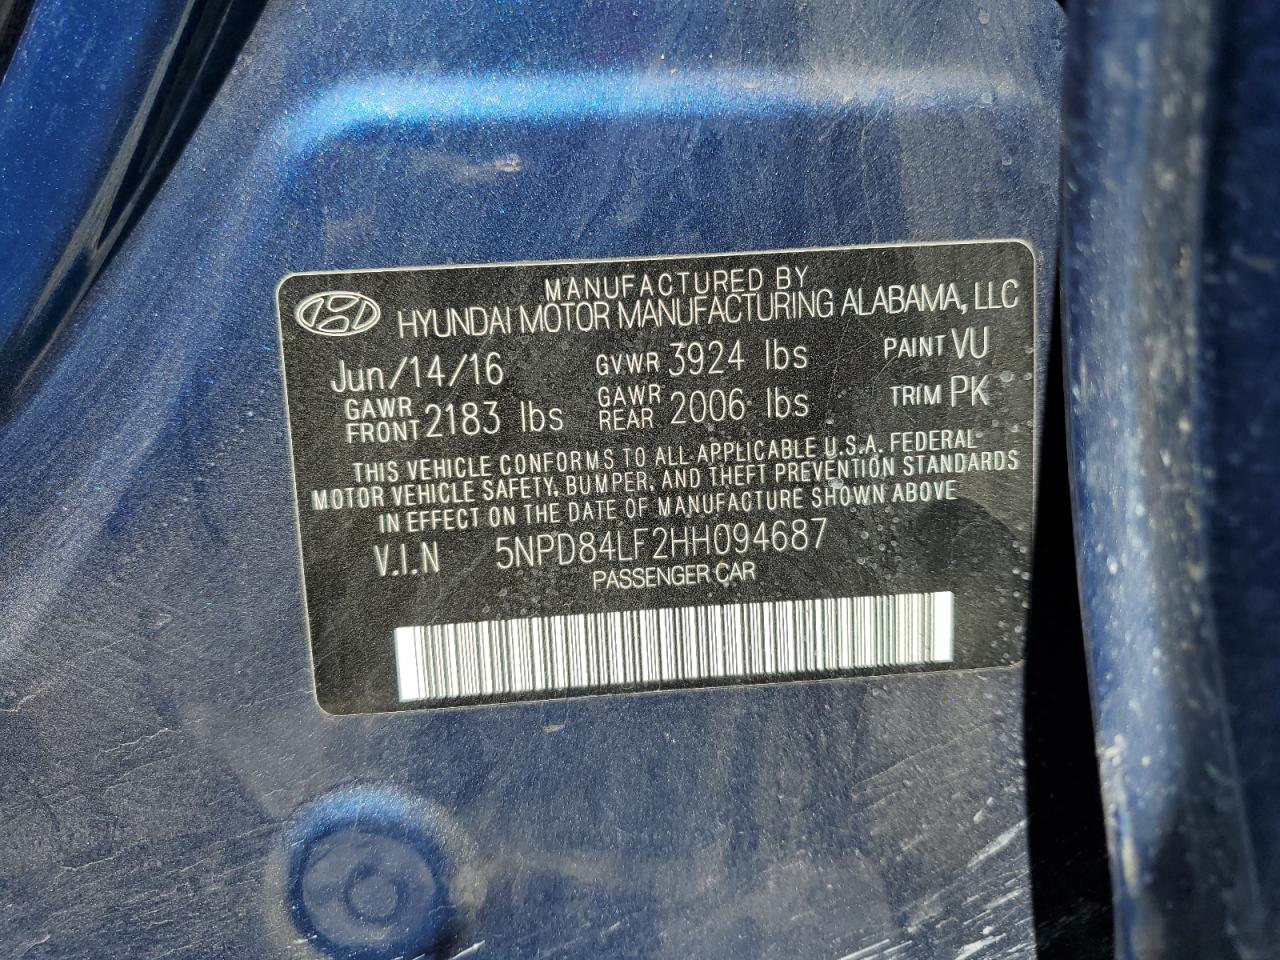 MANUFACTURED BY
HYUNDAI MOTOR MANUFACTURING ALABAMA, LLC
Jun/14/16 GVWR 3924 lbs PAINT VU
GAWR FRONT 2183 lbs GAWR REAR 2006 lbs TRIM PK
THIS VEHICLE CONFORMS TO ALL APPLICABLE U.S.A. FEDERAL
MOTOR VEHICLE SAFETY, BUMPER, AND THEFT PREVENTION STANDARDS
IN EFFECT ON THE DATE OF MANUFACTURE SHOWN ABOVE
V.I.N 5NPD84LF2HH094687
PASSENGER CAR